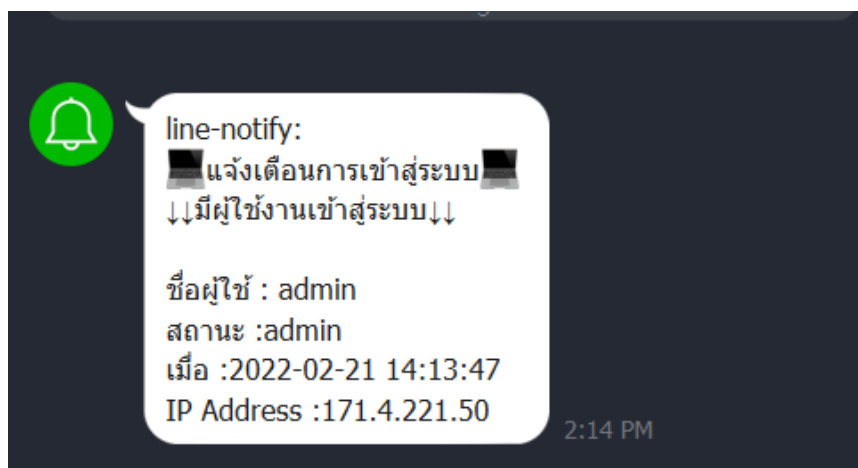 line-notify:
💻แจ้งเตือนการเข้าสู่ระบบ💻
↓↓มีผู้ใช้งานเข้าสู่ระบบ↓↓
ชื่อผู้ใช้ : admin
สถานะ :admin
เมื่อ :2022-02-21 14:13:47
IP Address :171.4.221.50
2:14 PM